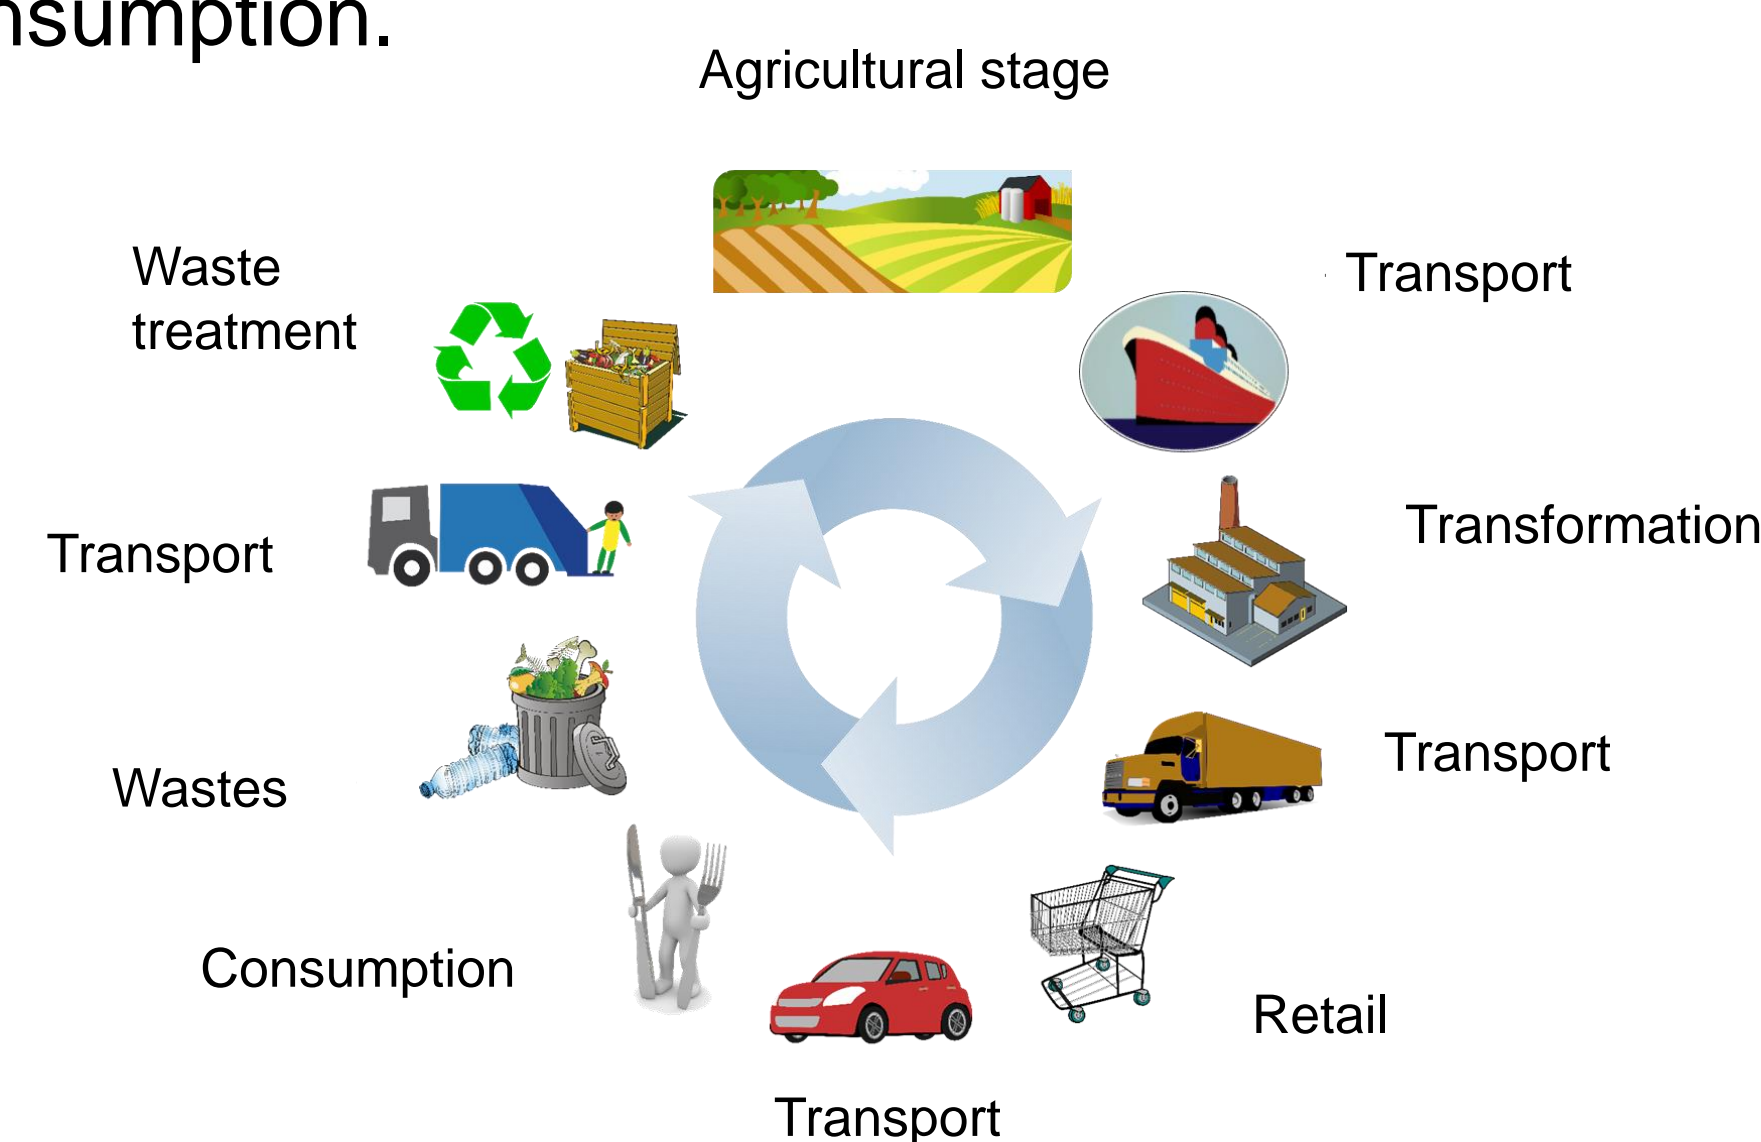 nsumption.
Agricultural stage
Transport
Transformation
Transport
Retail
Transport
Consumption
Wastes
Transport
Waste
treatment